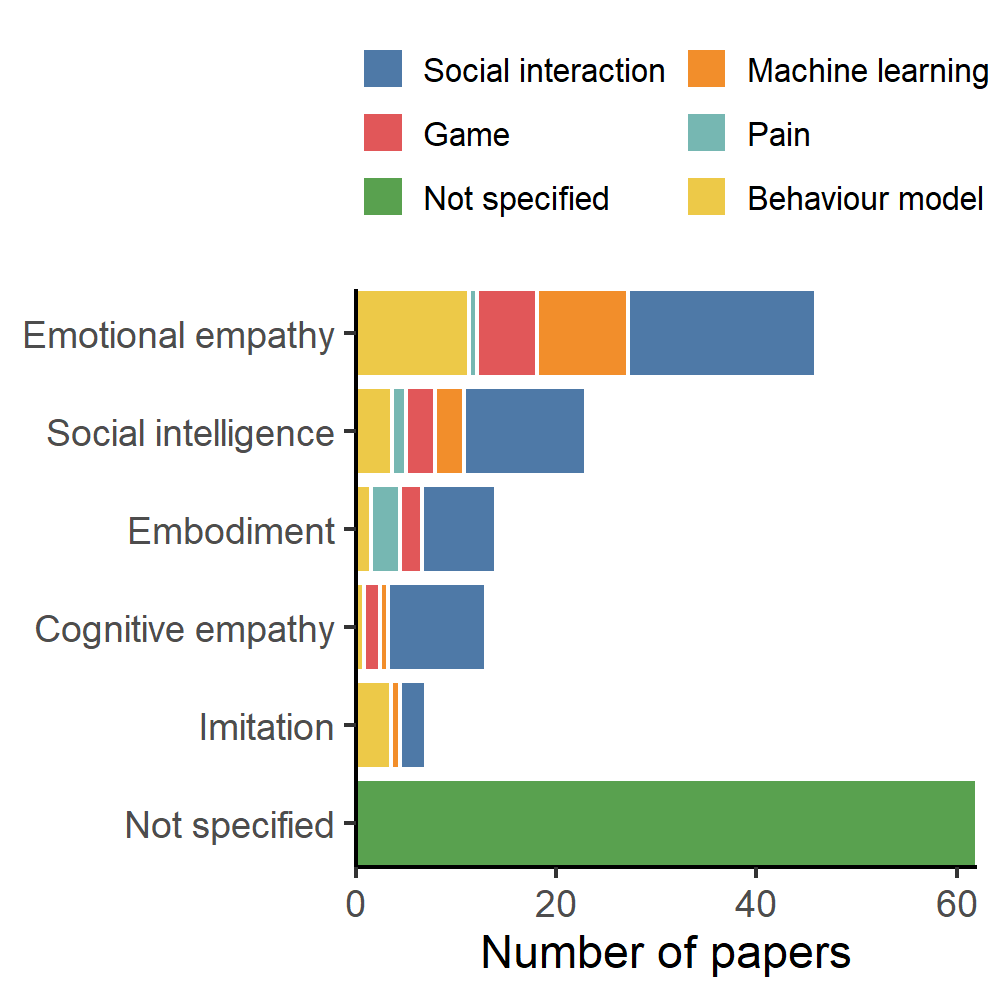 Social interaction
Machine learning
Game
Pain
Not specified
Behaviour model
Emotional empathy
Social intelligence
Embodiment
Cognitive empathy
Imitation
Not specified
0 20 40 60
Number of papers